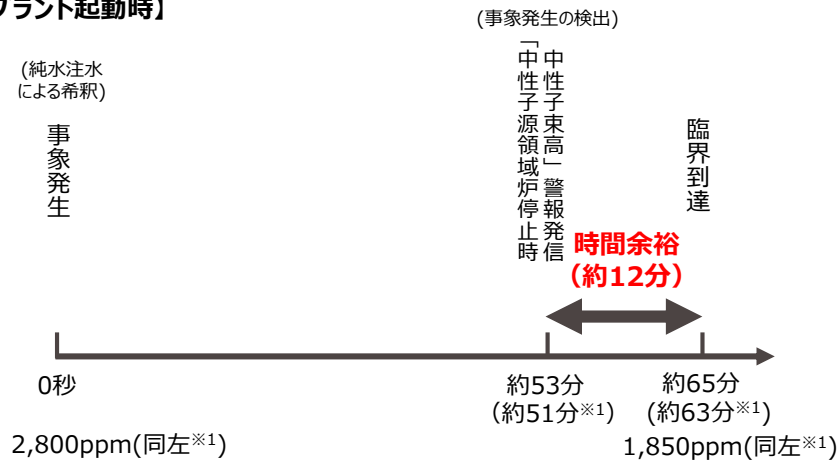 プラント起動時】
(純水注水
による希釈)
事象発生
(事象発生の検出)
「中性子源領域炉停止時
中性子束高」警報発信
臨界到達
時間余裕
(約12分)
0秒
約53分
(約51分※1)
約65分
(約63分※1)
2,800ppm(同左※1)
1,850ppm(同左※1)